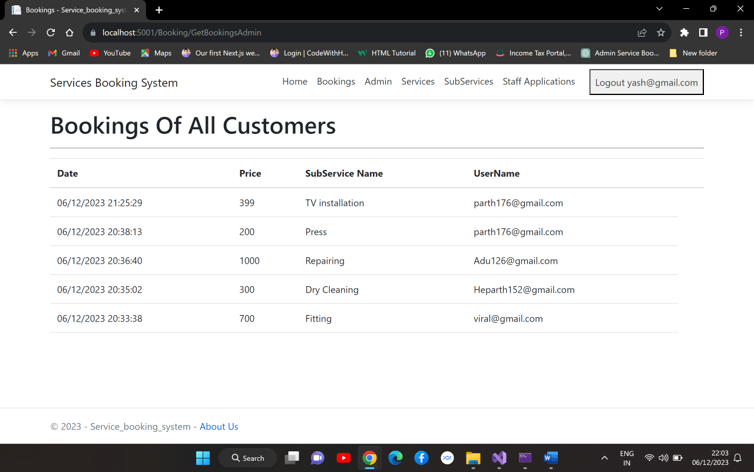 Bookings - Service_booking_syst
localhost:5001/Booking/GetBookingsAdmin
Apps Gmail YouTube Maps Our first Next.js we... Login | CodeWithH... HTML Tutorial (11) WhatsApp Income Tax Portal,... Admin Service Boo... New folder
Services Booking System Home Bookings Admin Services SubServices Staff Applications Logout yash@gmail.com
Bookings Of All Customers
Date Price SubService Name UserName
06/12/2023 21:25:29 399 TV installation parth176@gmail.com
06/12/2023 20:38:13 200 Press parth176@gmail.com
06/12/2023 20:36:40 1000 Repairing Adu126@gmail.com
06/12/2023 20:35:02 300 Dry Cleaning Heparth152@gmail.com
06/12/2023 20:33:38 700 Fitting viral@gmail.com
© 2023 - Service_booking_system - About Us
Search ENG 22:03
IN 06/12/2023